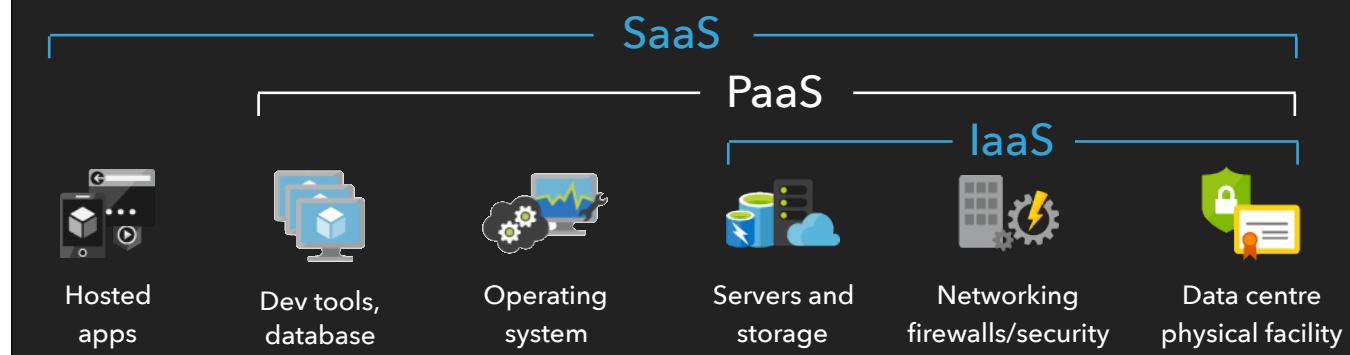 SaaS
PaaS
IaaS
Hosted
apps
Dev tools,
database
Operating
system
Servers and
storage
Networking
firewalls/security
Data centre
physical facility